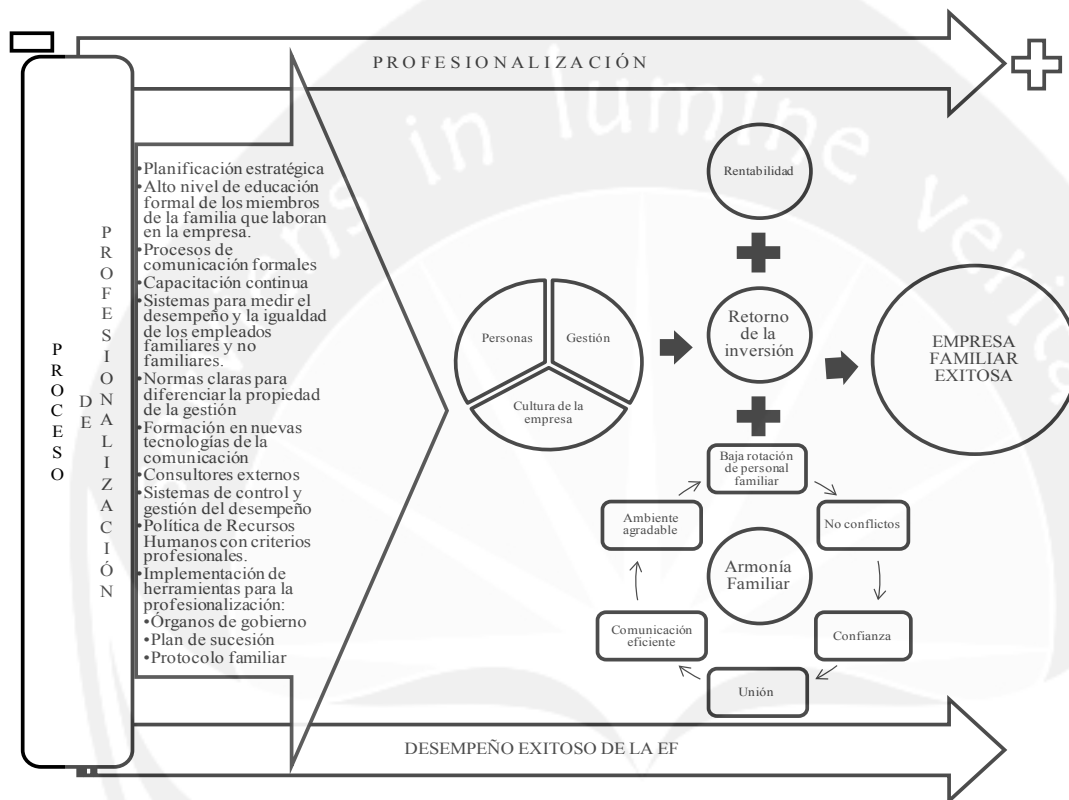 PROFESIONALIZACIÓN
PROCESO
DE
PROFESIONALIZACIÓN
•Planificación estratégica
•Alto nivel de educación
formal de los miembros
de la familia que laboran
en la empresa.
•Procesos de
comunicación formales
•Capacitación continua
•Sistemas para medir el
desempeño y la igualdad
de los empleados
familiares y no
familiares.
•Normas claras para
diferenciar la propiedad
de la gestión
•Formación en nuevas
tecnologías de la
comunicación
•Consultores externos
•Sistemas de control y
gestión del desempeño
•Política de Recursos
Humanos con criterios
profesionales.
•Implementación de
herramientas para la
profesionalización:
•Órganos de gobierno
•Plan de sucesión
•Protocolo familiar
Personas
Gestión
Cultura de la
empresa
Rentabilidad
Retorno
de la
inversión
Baja rotación
de personal
familiar
No conflictos
Confianza
Unión
Comunicación
eficiente
Ambiente
agradable
Armonía
Familiar
EMPRESA
FAMILIAR
EXITOSA
DESEMPEÑO EXITOSO DE LA EF
ens in lumine verita